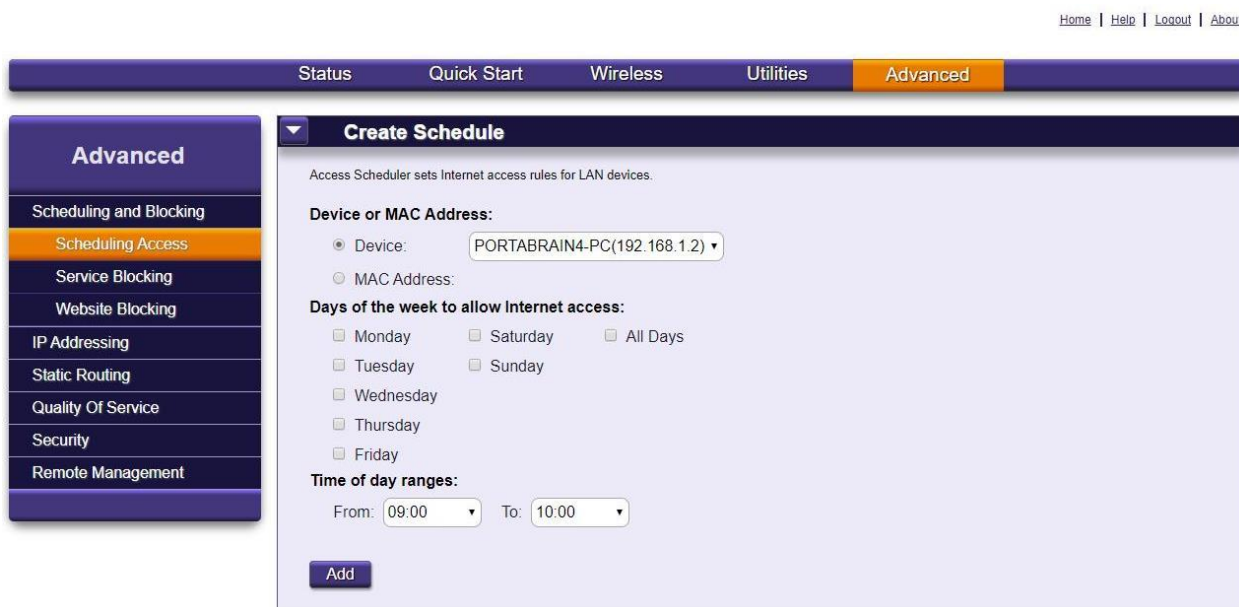 Home | Help | Logout | Abou
Status Quick Start Wireless Utilities Advanced
Advanced
Scheduling and Blocking
Scheduling Access
Service Blocking
Website Blocking
IP Addressing
Static Routing
Quality Of Service
Security
Remote Management
Create Schedule
Access Scheduler sets Internet access rules for LAN devices.
Device or MAC Address:
Device: PORTABRAIN4-PC(192.168.1.2)
MAC Address:
Days of the week to allow Internet access:
Monday Saturday All Days
Tuesday Sunday
Wednesday
Thursday
Friday
Time of day ranges:
From: 09:00 To: 10:00
Add